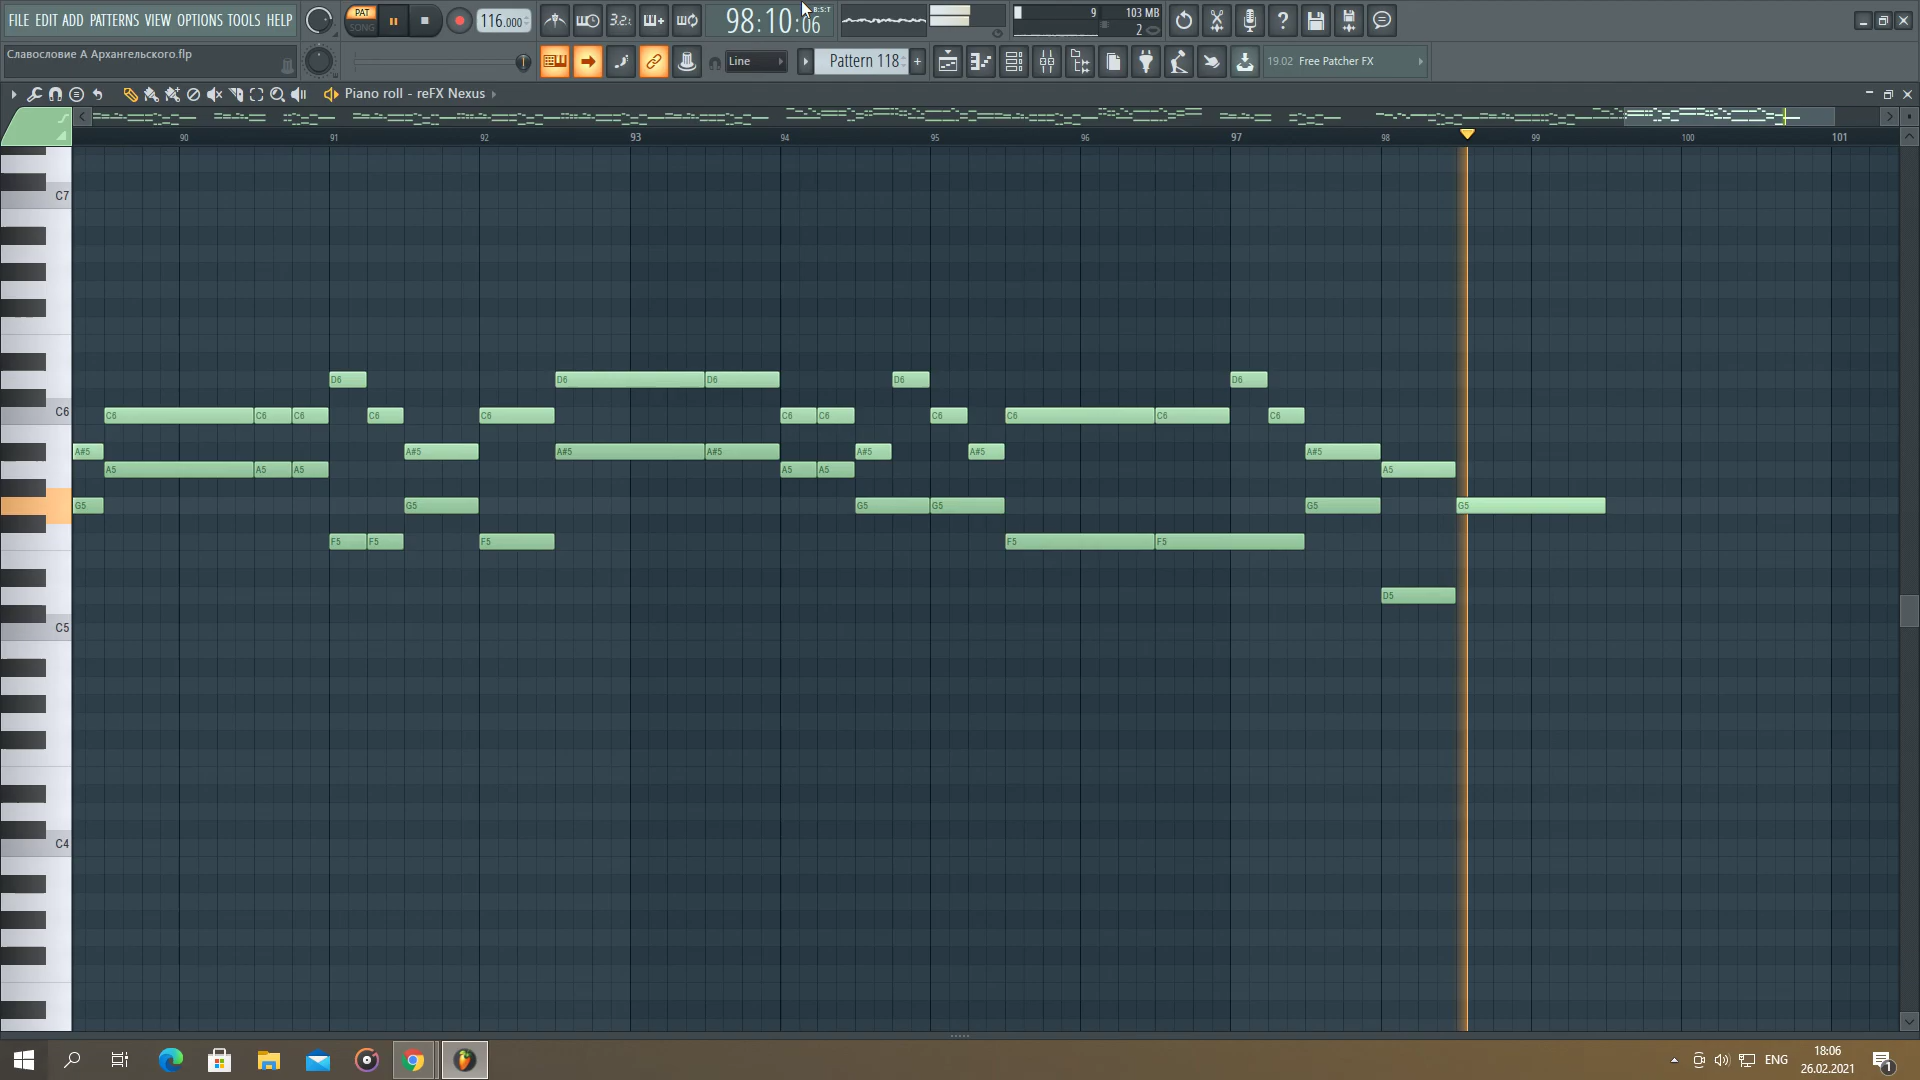 FILE EDIT ADD PATTERNS VIEW OPTIONS TOOLS HELP
PAT
SONG
116.000
3.2.
98:10:06
B:S:T
9
103 MB
2
Славословие А Архангельского.flp
Line
Pattern 118
19.02 Free Patcher FX
Piano roll - reFX Nexus
90 91 92 93 94 95 96 97 98 99 100 101
C7
D6 D6 D6 D6 D6
C6 C6 C6 C6 C6 C6 C6 C6 C6 C6 C6 C6
A#5 A#5 A#5 A#5 A#5 A#5 A#5
A5 A5 A5 A5 A5 A5
G5 G5 G5 G5 G5 G5
F5 F5 F5 F5 F5
D5
C5
C4
ENG
18:06
26.02.2021
1